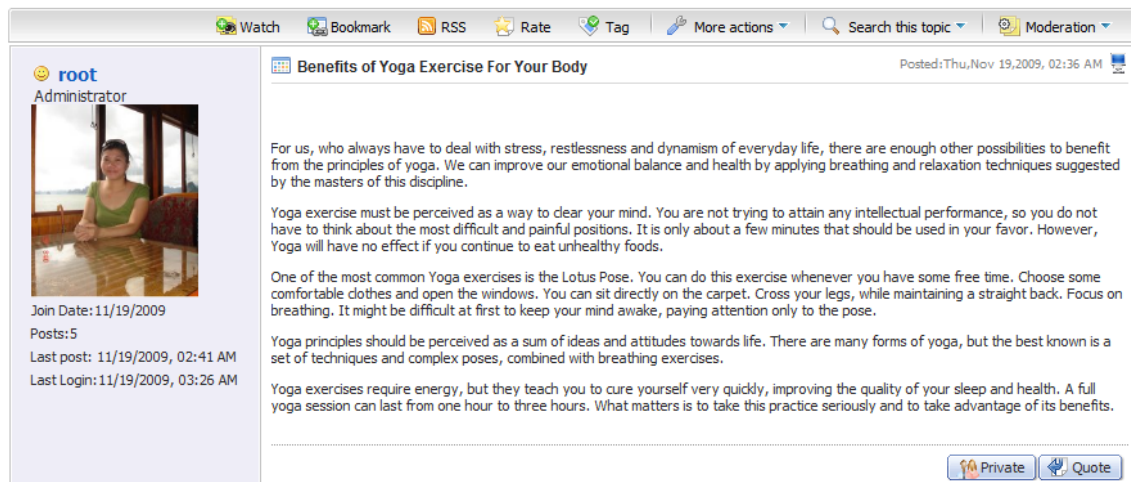 Watch Bookmark RSS Rate Tag More actions Search this topic Moderation
root
Administrator
Join Date:11/19/2009
Posts:5
Last post: 11/19/2009, 02:41 AM
Last Login:11/19/2009, 03:26 AM
Benefits of Yoga Exercise For Your Body
Posted:Thu,Nov 19,2009, 02:36 AM
For us, who always have to deal with stress, restlessness and dynamism of everyday life, there are enough other possibilities to benefit
from the principles of yoga. We can improve our emotional balance and health by applying breathing and relaxation techniques suggested
by the masters of this discipline.
Yoga exercise must be perceived as a way to clear your mind. You are not trying to attain any intellectual performance, so you do not
have to think about the most difficult and painful positions. It is only about a few minutes that should be used in your favor. However,
Yoga will have no effect if you continue to eat unhealthy foods.
One of the most common Yoga exercises is the Lotus Pose. You can do this exercise whenever you have some free time. Choose some
comfortable clothes and open the windows. You can sit directly on the carpet. Cross your legs, while maintaining a straight back. Focus on
breathing. It might be difficult at first to keep your mind awake, paying attention only to the pose.
Yoga principles should be perceived as a sum of ideas and attitudes towards life. There are many forms of yoga, but the best known is a
set of techniques and complex poses, combined with breathing exercises.
Yoga exercises require energy, but they teach you to cure yourself very quickly, improving the quality of your sleep and health. A full
yoga session can last from one hour to three hours. What matters is to take this practice seriously and to take advantage of its benefits.
Private Quote